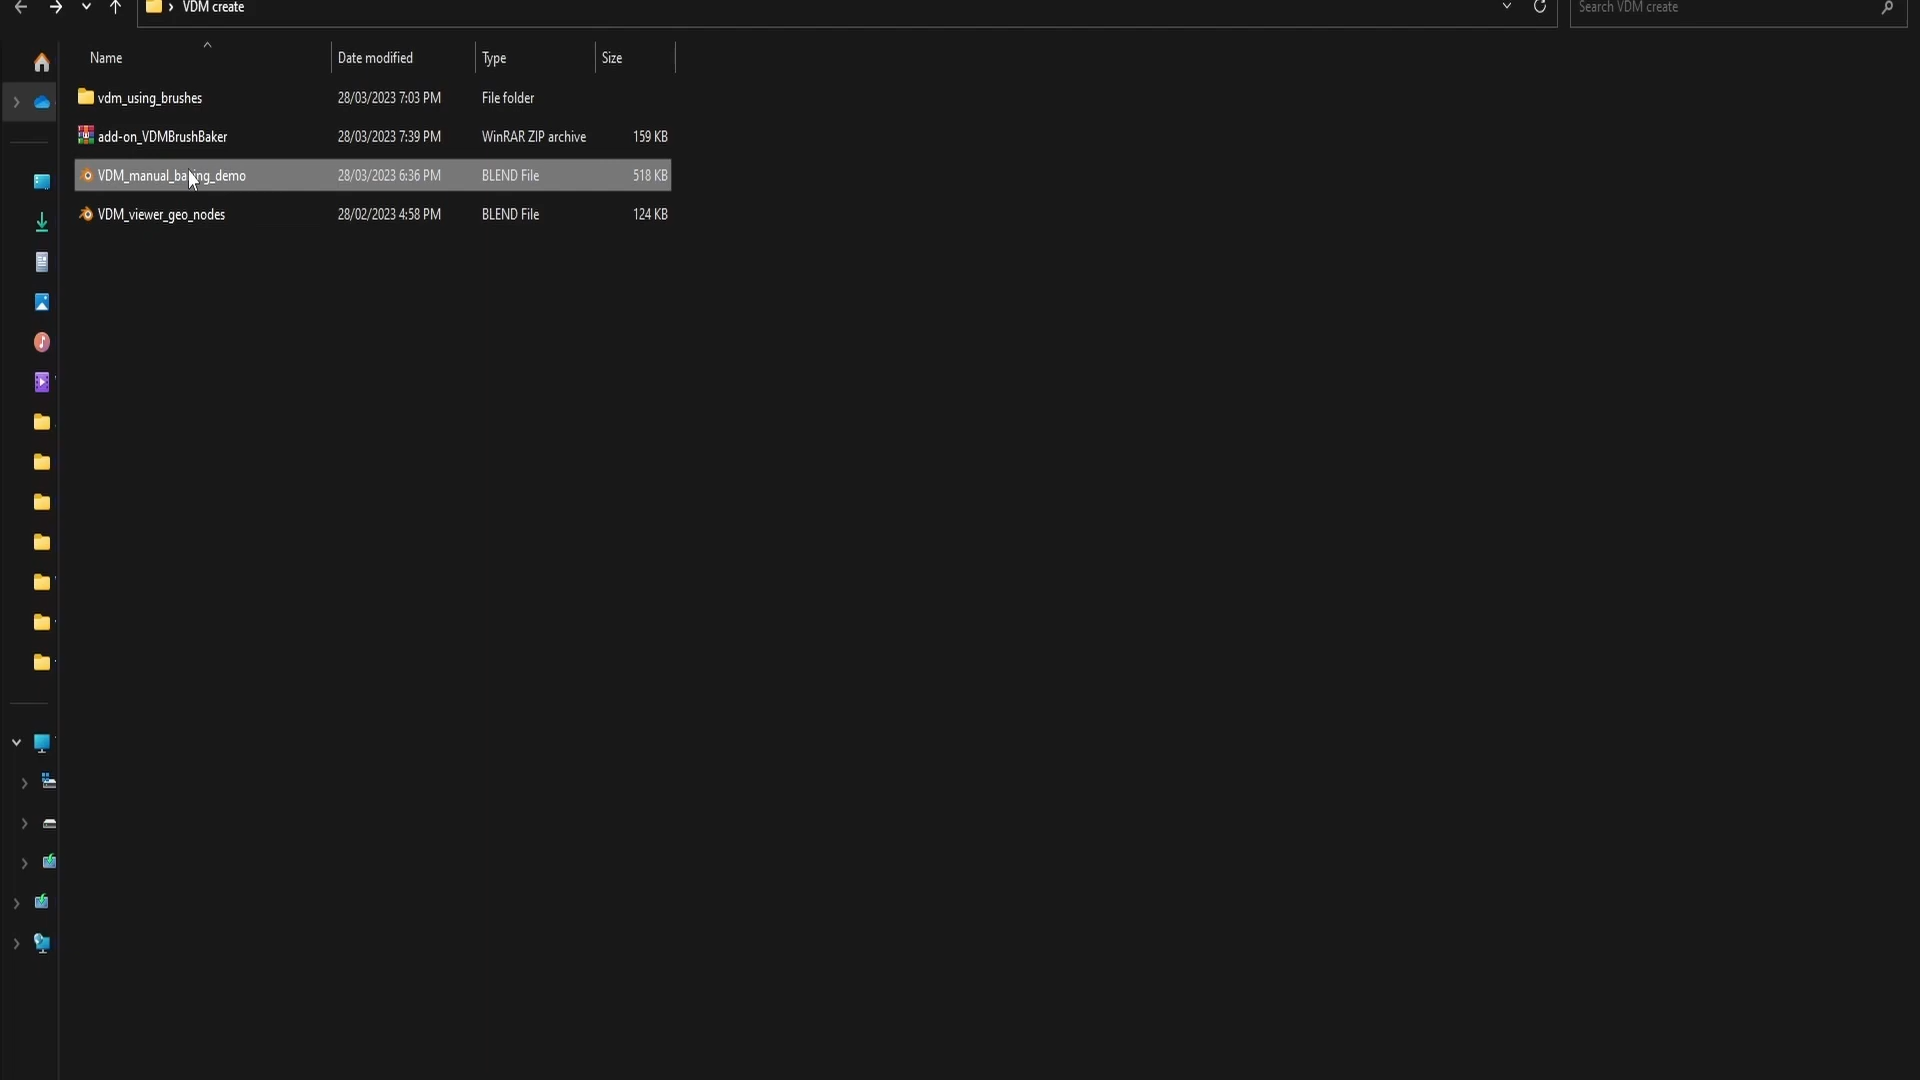 VDM create
Search VDM create
Name Date modified Type Size
vdm_using_brushes 28/03/2023 7:03 PM File folder
add-on_VDMBrushBaker 28/03/2023 7:39 PM WinRAR ZIP archive 159 KB
VDM_manual_baking_demo 28/03/2023 6:36 PM BLEND File 518 KB
VDM_viewer_geo_nodes 28/02/2023 4:58 PM BLEND File 124 KB